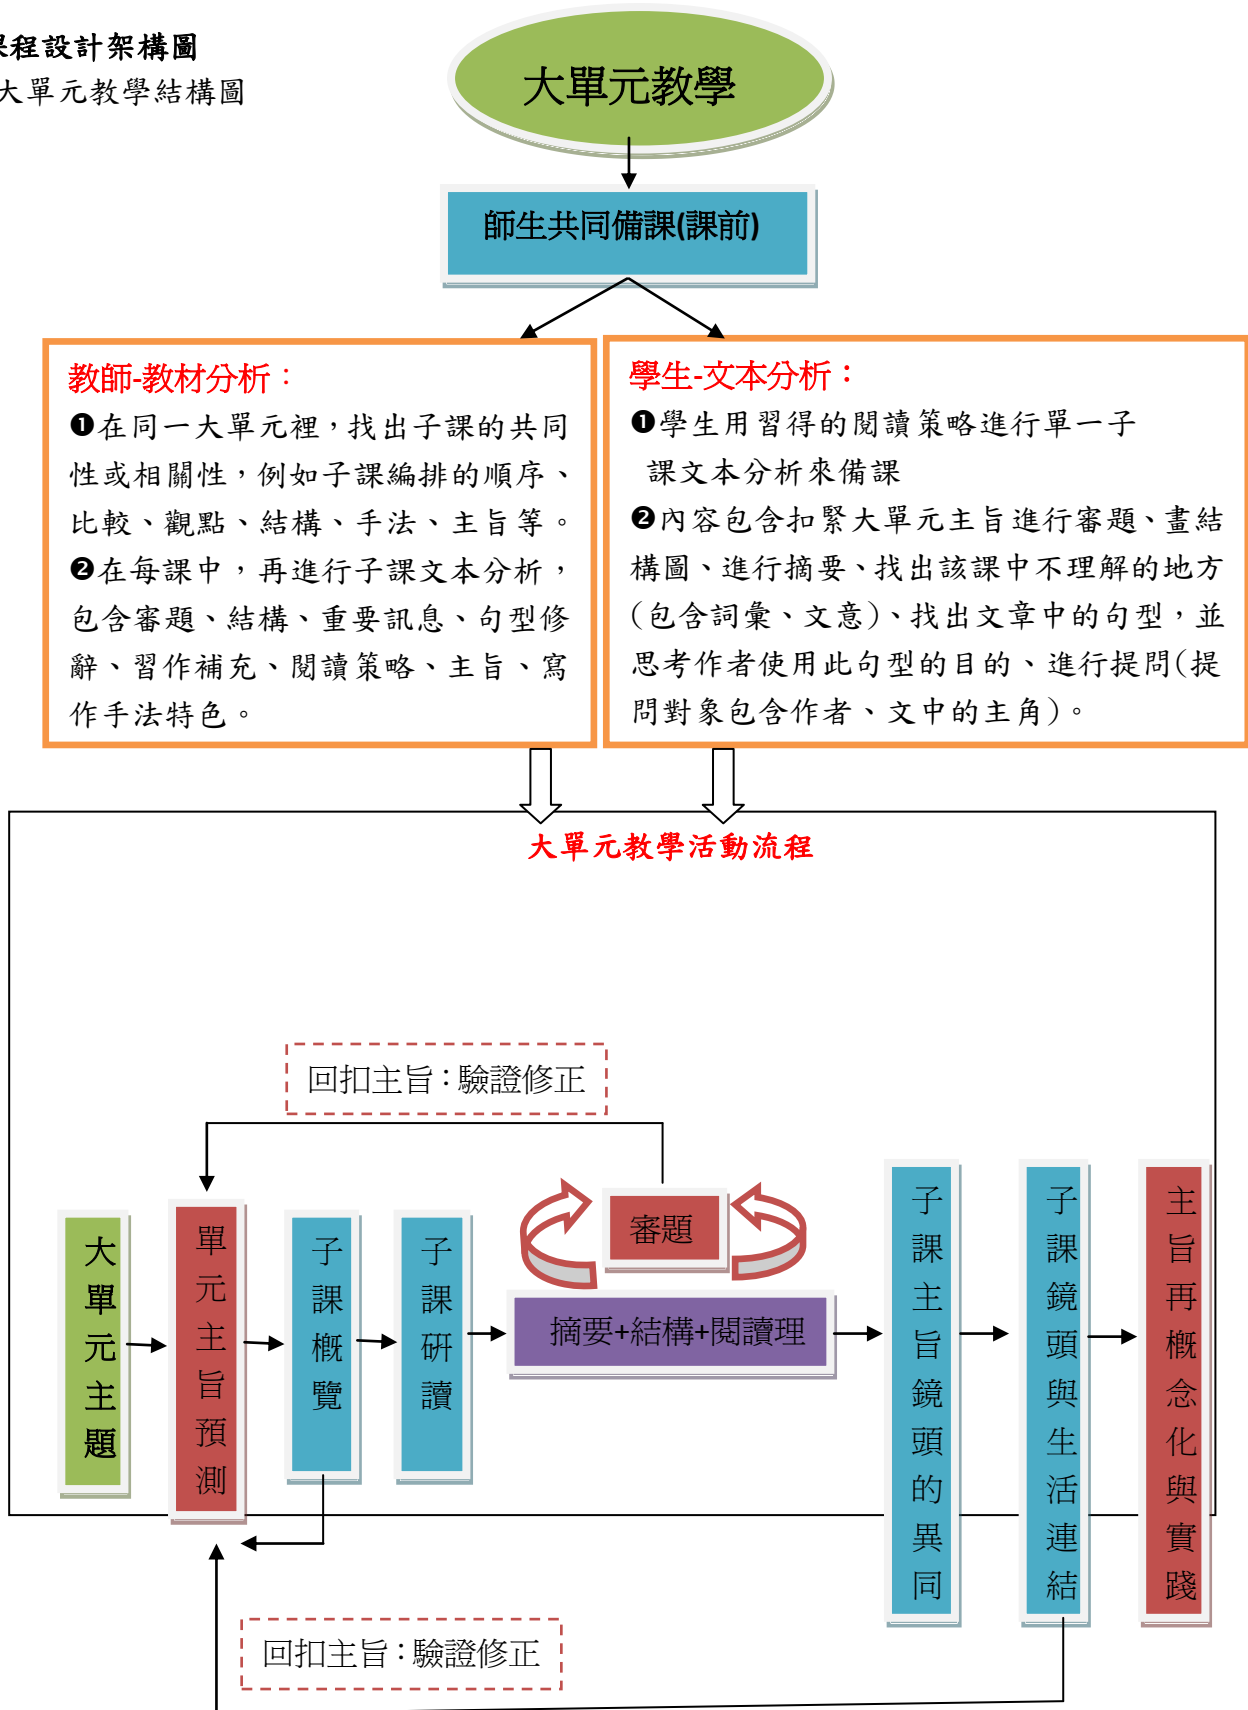 課程設計架構圖
大單元教學結構圖
大單元教學
師生共同備課(課前)
教師-教材分析：
❶在同一大單元裡，找出子課的共同
性或相關性，例如子課編排的順序、
比較、觀點、結構、手法、主旨等。
❷在每課中，再進行子課文本分析，
包含審題、結構、重要訊息、句型修
辭、習作補充、閱讀策略、主旨、寫
作手法特色。
學生-文本分析：
❶學生用習得的閱讀策略進行單一子
課文本分析來備課
❷內容包含扣緊大單元主旨進行審題、畫結
構圖、進行摘要、找出該課中不理解的地方
(包含詞彙、文意)、找出文章中的句型，並
思考作者使用此句型的目的、進行提問(提
問對象包含作者、文中的主角)。
大單元教學活動流程
回扣主旨：驗證修正
大單元主題
單元主旨預測
子課概覽
子課研讀
審題
摘要+結構+閱讀理
子課主旨鏡頭的異同
子課鏡頭與生活連結
主旨再概念化與實踐
回扣主旨：驗證修正